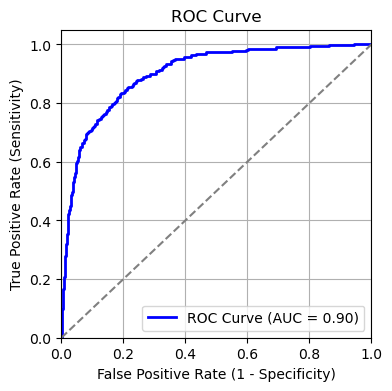 ROC Curve
True Positive Rate (Sensitivity)
1.0
0.8
0.6
0.4
0.2
0.0
ROC Curve (AUC = 0.90)
0.0 0.2 0.4 0.6 0.8 1.0
False Positive Rate (1 - Specificity)